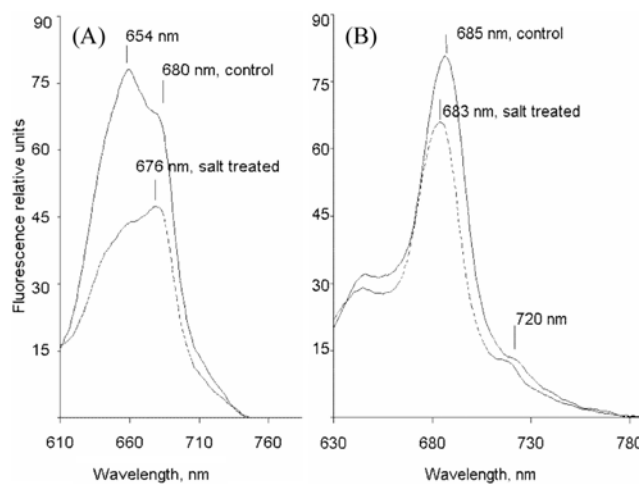 (A)
654 nm
680 nm, control
676 nm, salt treated
Fluorescence relative units
90
75
60
45
30
15
610 660 710 760
Wavelength, nm
(B)
685 nm, control
683 nm, salt treated
720 nm
90
75
60
45
30
15
630 680 730 780
Wavelength, nm